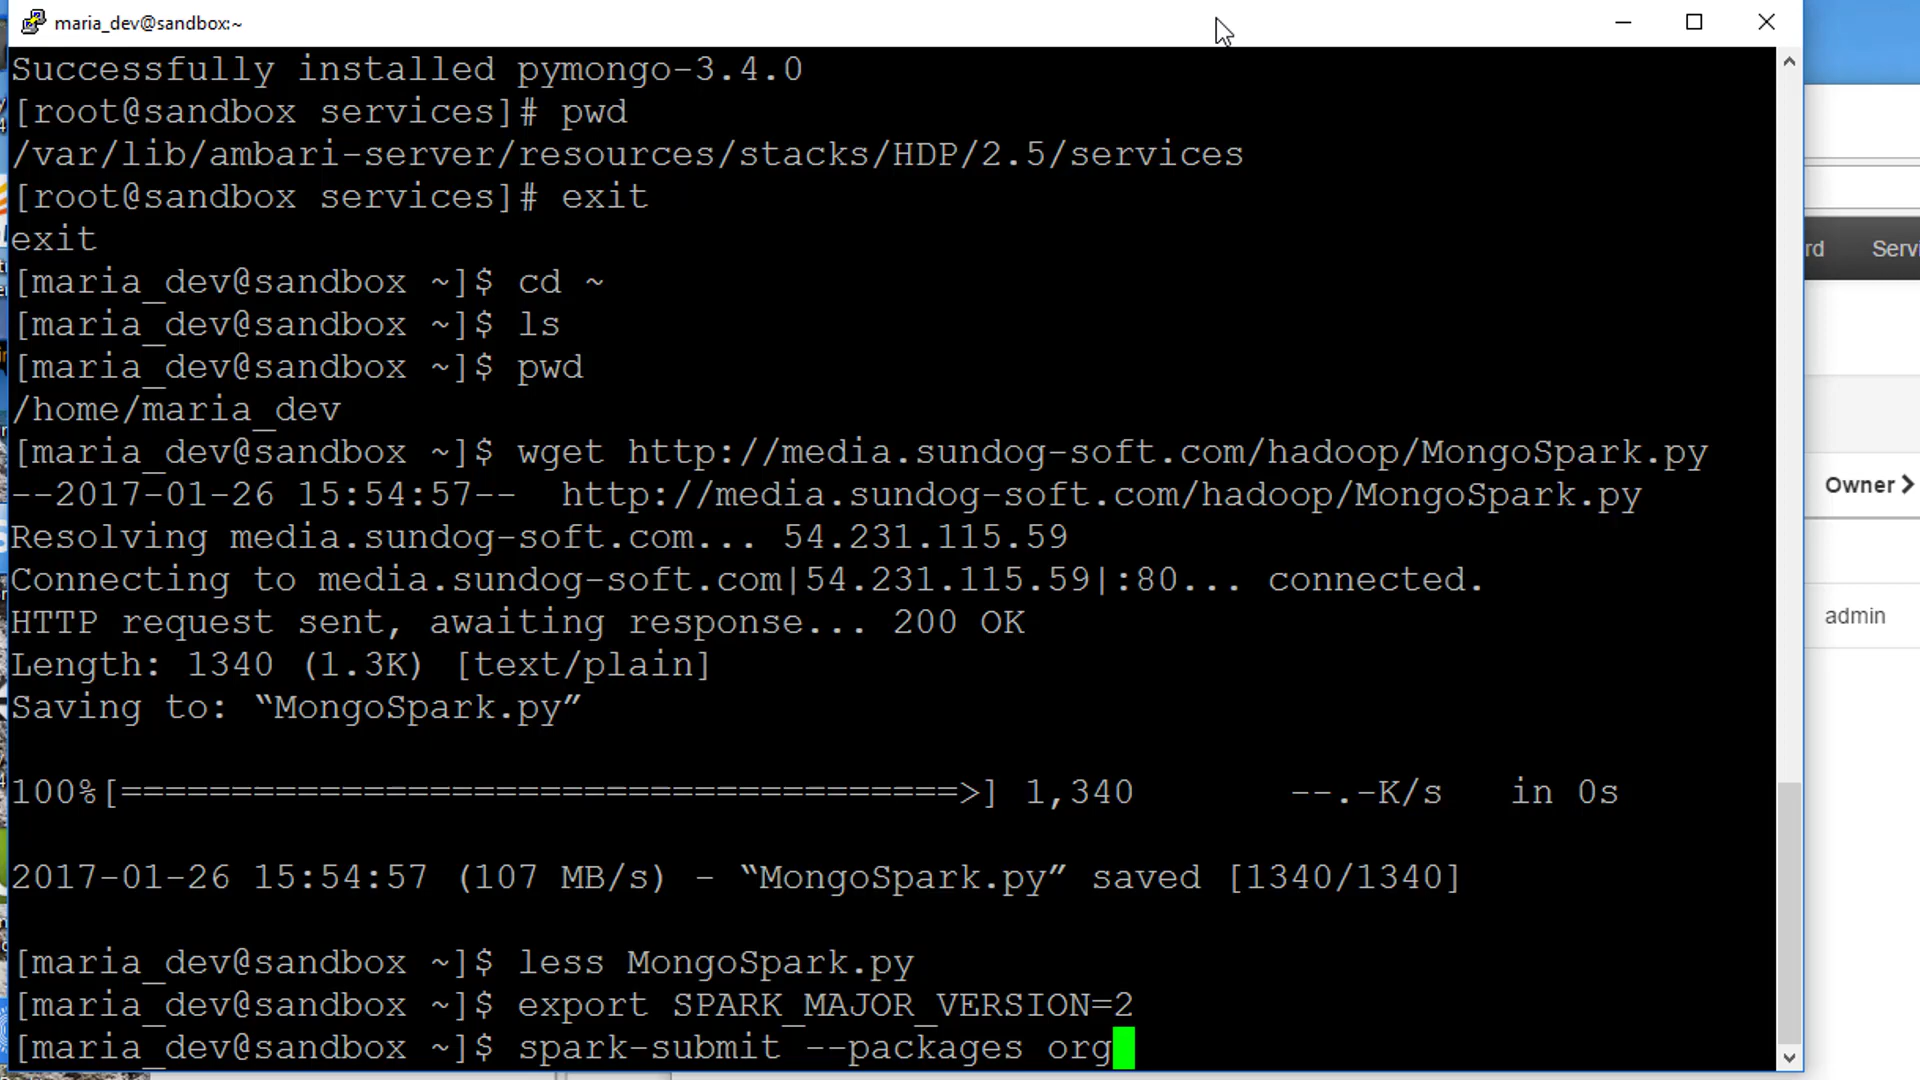 maria_dev@sandbox:~
Successfully installed pymongo-3.4.0
[root@sandbox services]# pwd
/var/lib/ambari-server/resources/stacks/HDP/2.5/services
[root@sandbox services]# exit
exit
[maria_dev@sandbox ~]$ cd ~
[maria_dev@sandbox ~]$ ls
[maria_dev@sandbox ~]$ pwd
/home/maria_dev
[maria_dev@sandbox ~]$ wget http://media.sundog-soft.com/hadoop/MongoSpark.py
--2017-01-26 15:54:57--  http://media.sundog-soft.com/hadoop/MongoSpark.py
Resolving media.sundog-soft.com... 54.231.115.59
Connecting to media.sundog-soft.com|54.231.115.59|:80... connected.
HTTP request sent, awaiting response... 200 OK
Length: 1340 (1.3K) [text/plain]
Saving to: “MongoSpark.py”
100%[======================================>] 1,340       --.-K/s   in 0s
2017-01-26 15:54:57 (107 MB/s) - “MongoSpark.py” saved [1340/1340]
[maria_dev@sandbox ~]$ less MongoSpark.py
[maria_dev@sandbox ~]$ export SPARK_MAJOR_VERSION=2
[maria_dev@sandbox ~]$ spark-submit --packages org
rd Servi
Owner >
admin